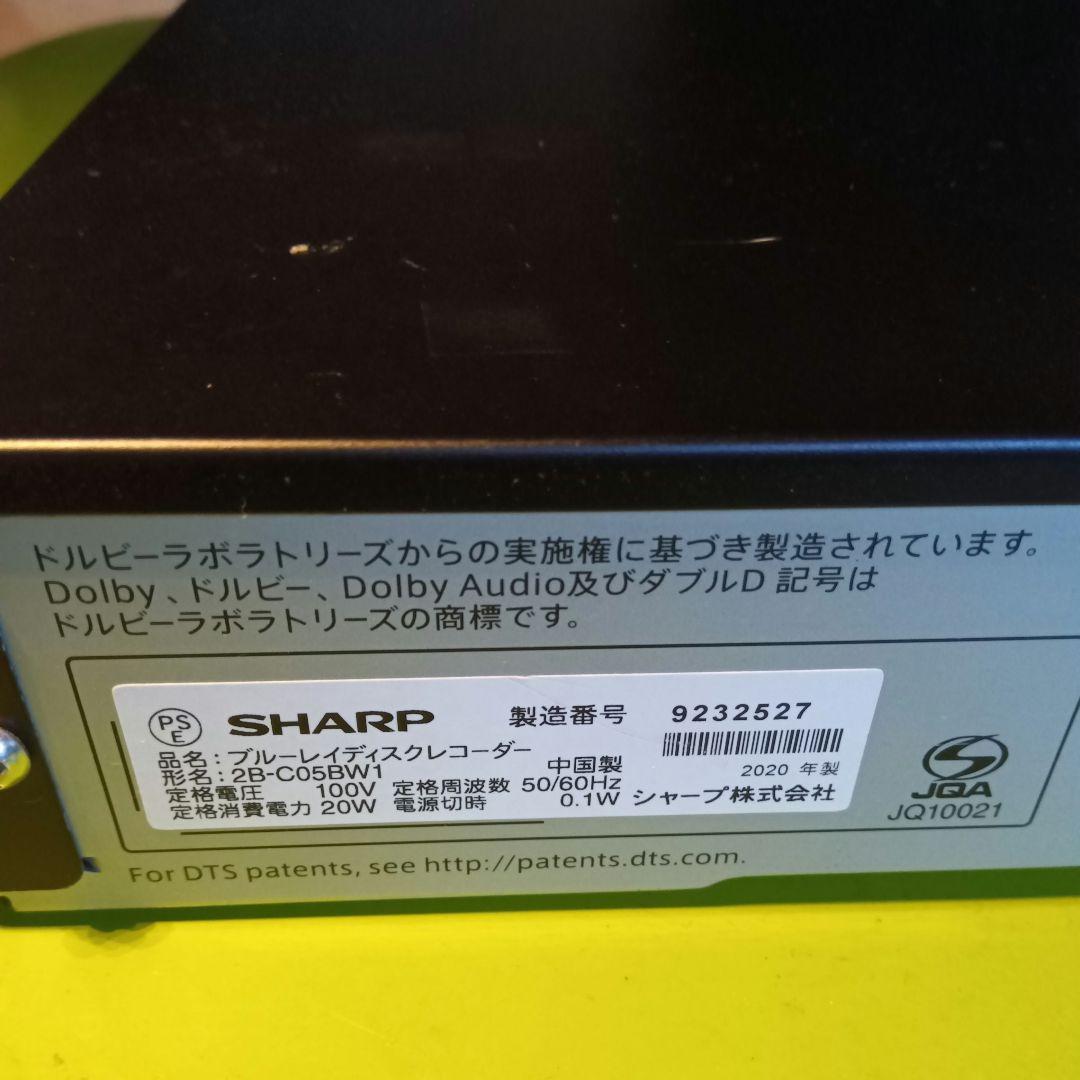 ドルビーラボラトリーズからの実施権に基づき製造されています。
Dolby、ドルビー、Dolby Audio及びダブルD 記号は
ドルビーラボラトリーズの商標です。
PS
E
SHARP 製造番号 9232527
品名：ブルーレイディスクレコーダー
形名：2B-C05BW1 中国製 2020 年製
定格電圧 100V 定格周波数 50/60Hz
定格消費電力 20W 電源切時 0.1W シャープ株式会社
JQA
JQ10021
For DTS patents, see http://patents.dts.com.